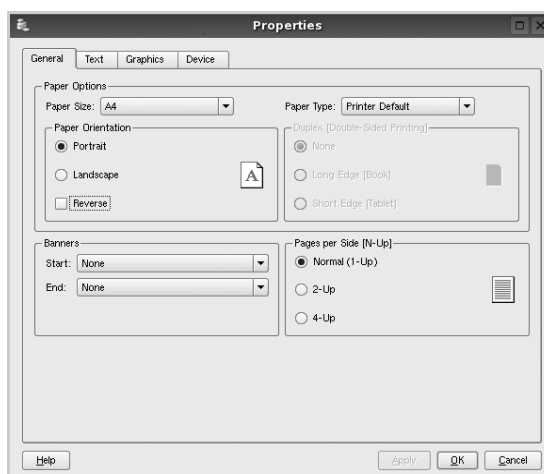 Properties
General Text Graphics Device
Paper Options
Paper Size: A4 Paper Type: Printer Default
Paper Orientation
Portrait
Landscape
Reverse
A
Duplex [Double-Sided Printing]
None
Long Edge [Book]
Short Edge [Tablet]
Banners
Start: None
End: None
Pages per Side [N-Up]
Normal (1-Up)
2-Up
4-Up
Help Apply OK Cancel